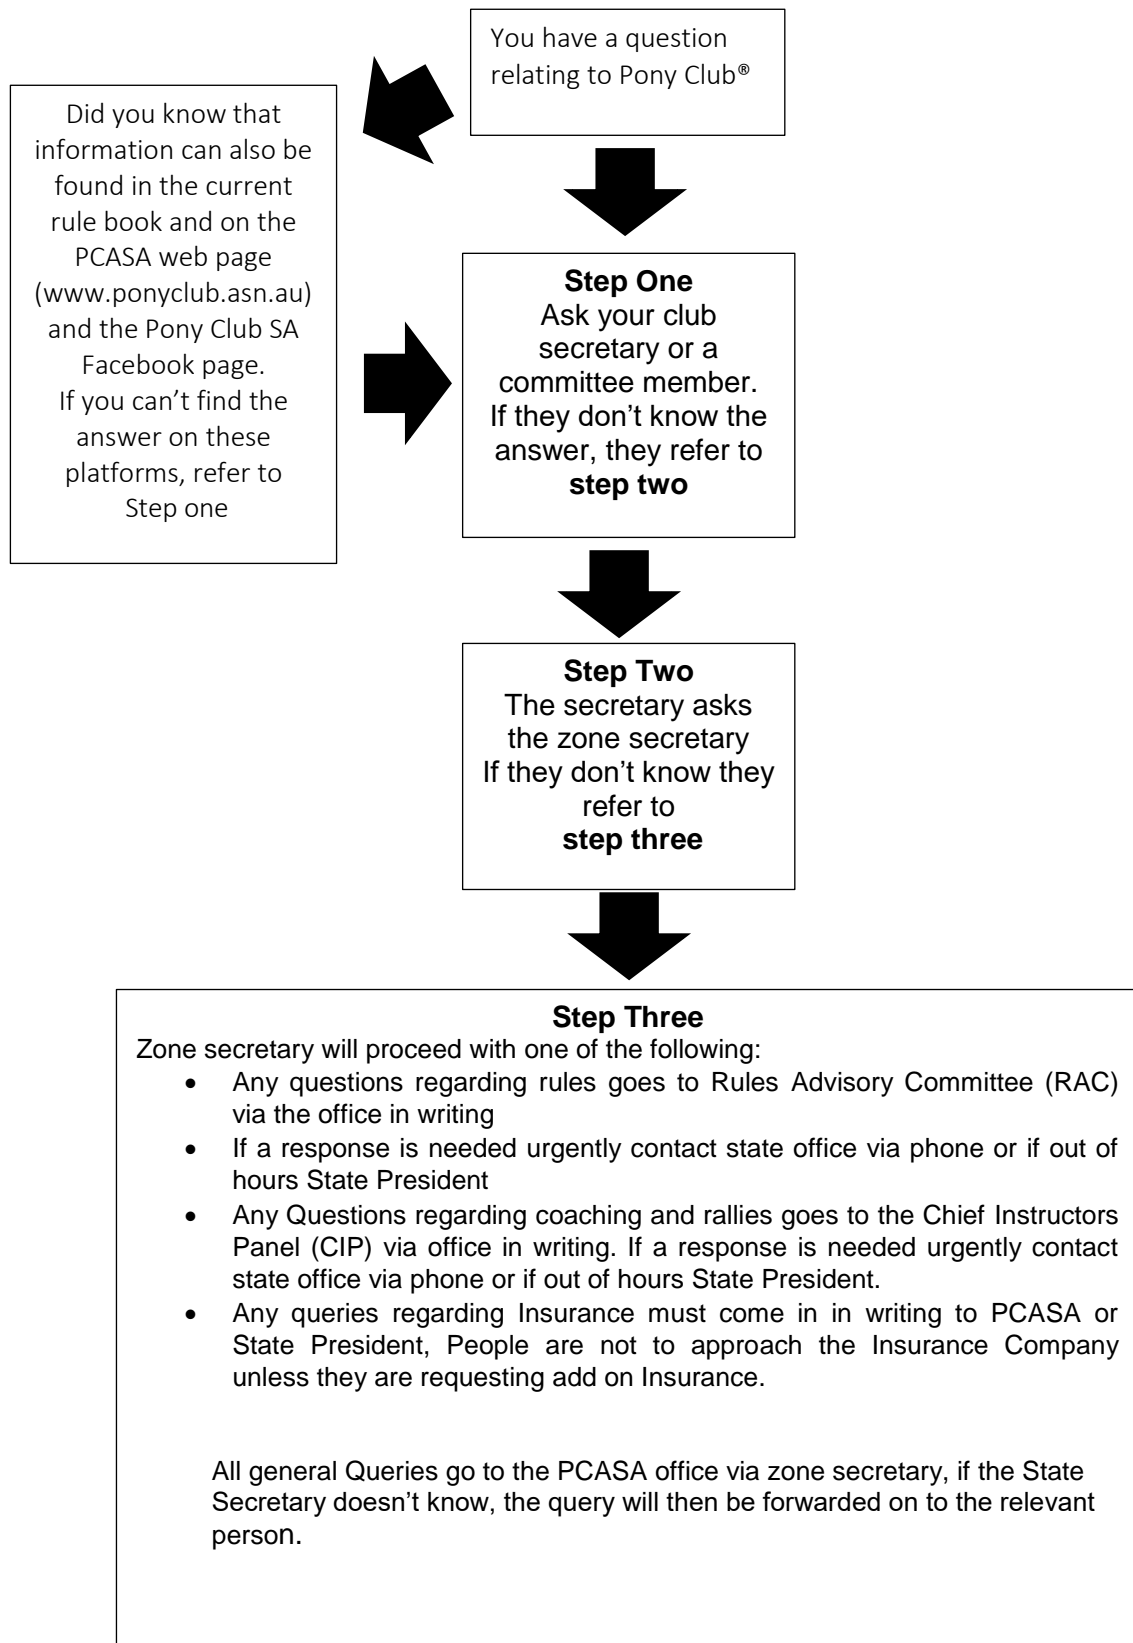 You have a question
relating to Pony Club®
Did you know that
information can also be
found in the current
rule book and on the
PCASA web page
(www.ponyclub.asn.au)
and the Pony Club SA
Facebook page.
If you can’t find the
answer on these
platforms, refer to
Step one
Step One
Ask your club
secretary or a
committee member.
If they don’t know the
answer, they refer to
step two
Step Two
The secretary asks
the zone secretary
If they don’t know they
refer to
step three
Step Three
Zone secretary will proceed with one of the following:
• Any questions regarding rules goes to Rules Advisory Committee (RAC)
via the office in writing
• If a response is needed urgently contact state office via phone or if out of
hours State President
• Any Questions regarding coaching and rallies goes to the Chief Instructors
Panel (CIP) via office in writing. If a response is needed urgently contact
state office via phone or if out of hours State President.
• Any queries regarding Insurance must come in in writing to PCASA or
State President, People are not to approach the Insurance Company
unless they are requesting add on Insurance.
All general Queries go to the PCASA office via zone secretary, if the State
Secretary doesn’t know, the query will then be forwarded on to the relevant
person.